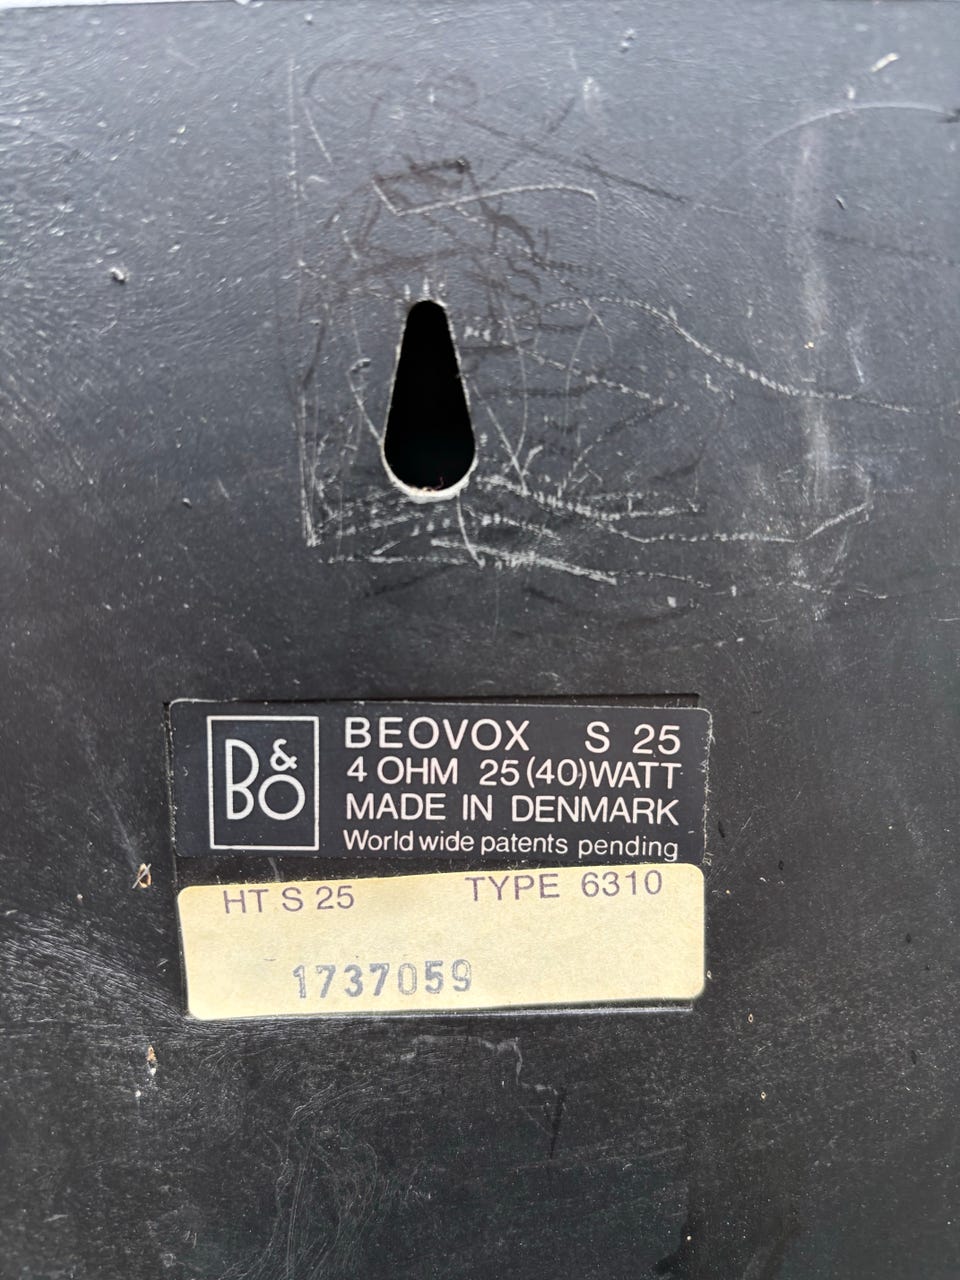 B&O
BEOVOX S 25
4 OHM 25(40)WATT
MADE IN DENMARK
World wide patents pending
HT S 25 TYPE 6310
1737059